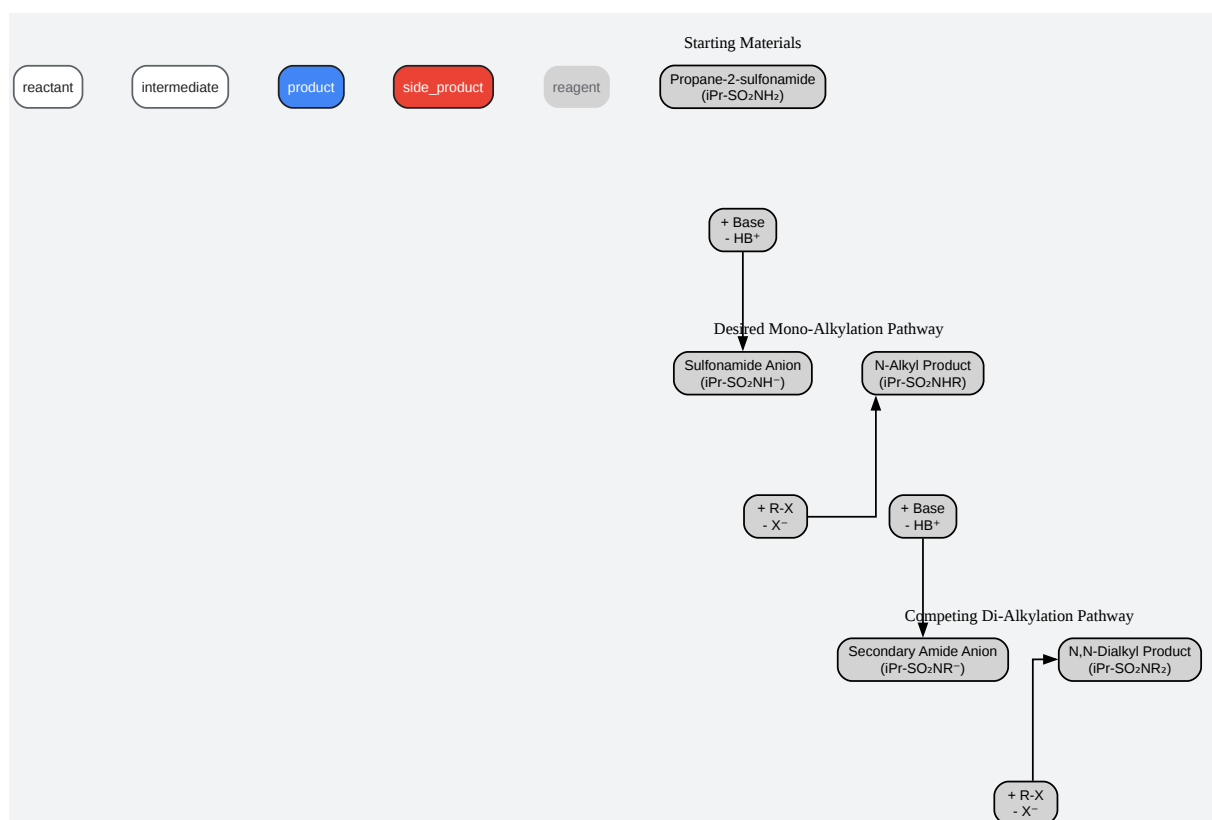 Starting Materials
reactant
intermediate
product
side_product
reagent
Propane-2-sulfonamide
(iPr-SO₂NH₂)
+ Base
- HB⁺
Desired Mono-Alkylation Pathway
Sulfonamide Anion
(iPr-SO₂NH⁻)
N-Alkyl Product
(iPr-SO₂NHR)
+ R-X
- X⁻
+ Base
- HB⁺
Competing Di-Alkylation Pathway
Secondary Amide Anion
(iPr-SO₂NR⁻)
N,N-Dialkyl Product
(iPr-SO₂NR₂)
+ R-X
- X⁻